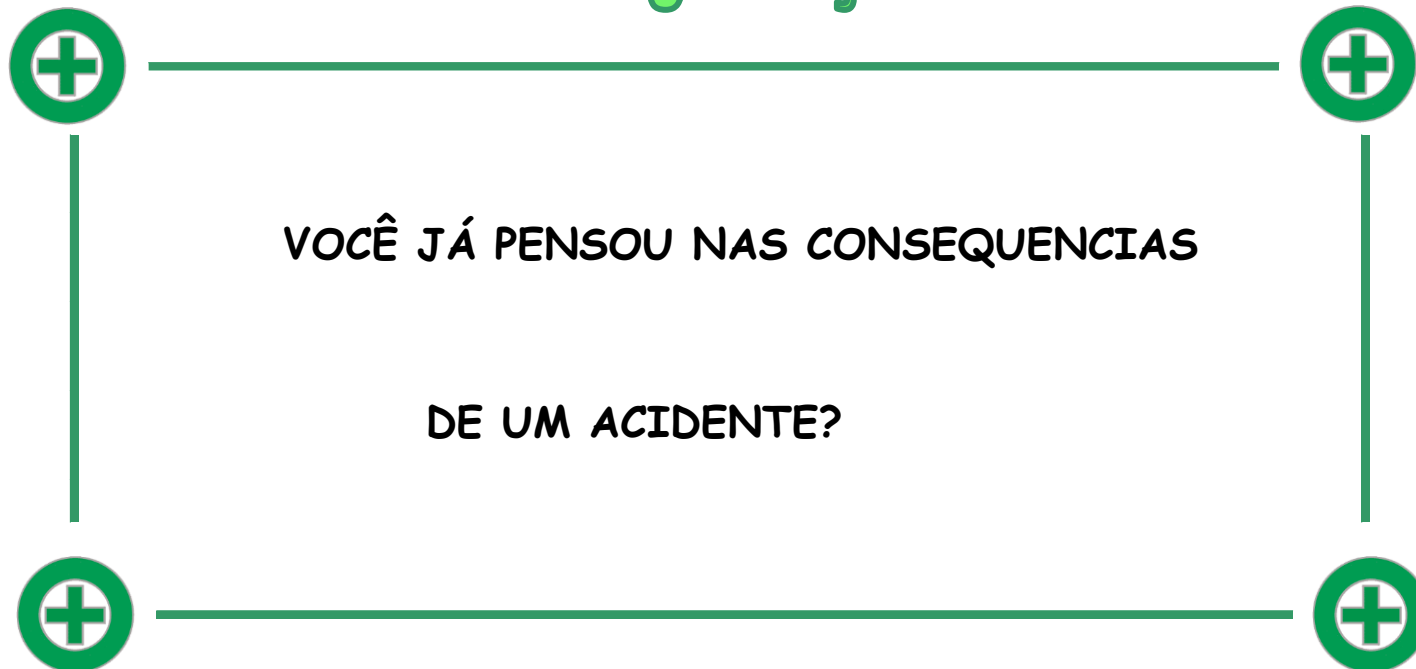 VOCÊ JÁ PENSOU NAS CONSEQUENCIAS
DE UM ACIDENTE?